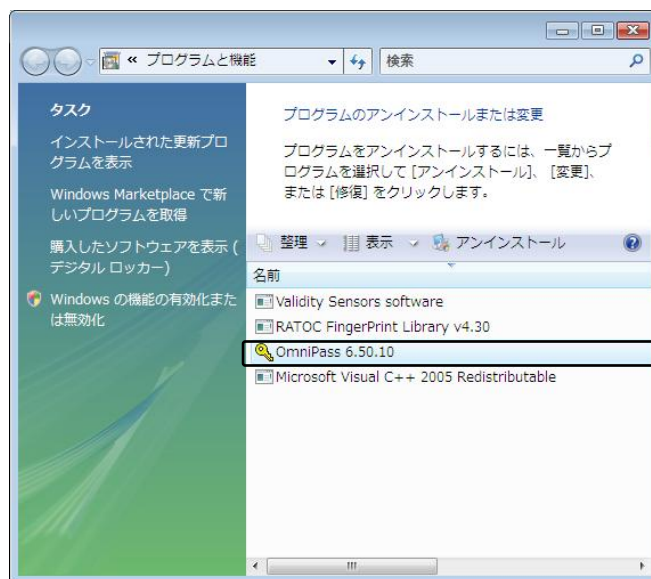 « プログラムと機能
検索
タスク
インストールされた更新プロ
グラムを表示
Windows Marketplace で新
しいプログラムを取得
購入したソフトウェアを表示 (
デジタル ロッカー)
Windows の機能の有効化また
は無効化
プログラムのアンインストールまたは変更
プログラムをアンインストールするには、一覧からプ
ログラムを選択して [アンインストール]、 [変更]、
または [修復] をクリックします。
整理 表示 アンインストール
名前
Validity Sensors software
RATOC FingerPrint Library v4.30
OmniPass 6.50.10
Microsoft Visual C++ 2005 Redistributable